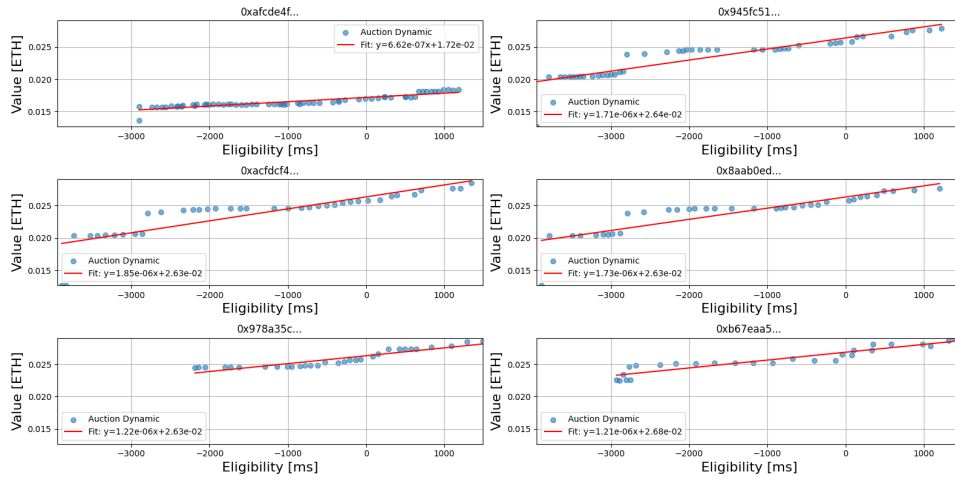 0xafcde4f...
Value [ETH]
0.025
0.020
0.015
Auction Dynamic
Fit: y=6.62e-07x+1.72e-02
−3000
−2000
−1000
0
1000
Eligibility [ms]
0x945fc51...
Value [ETH]
0.025
0.020
0.015
Auction Dynamic
Fit: y=1.71e-06x+2.64e-02
−3000
−2000
−1000
0
1000
Eligibility [ms]
0xacfdcf4...
Value [ETH]
0.025
0.020
0.015
Auction Dynamic
Fit: y=1.85e-06x+2.63e-02
−3000
−2000
−1000
0
1000
Eligibility [ms]
0x8aab0ed...
Value [ETH]
0.025
0.020
0.015
Auction Dynamic
Fit: y=1.73e-06x+2.63e-02
−3000
−2000
−1000
0
1000
Eligibility [ms]
0x978a35c...
Value [ETH]
0.025
0.020
0.015
Auction Dynamic
Fit: y=1.22e-06x+2.63e-02
−3000
−2000
−1000
0
1000
Eligibility [ms]
0xb67eaa5...
Value [ETH]
0.025
0.020
0.015
Auction Dynamic
Fit: y=1.21e-06x+2.68e-02
−3000
−2000
−1000
0
1000
Eligibility [ms]